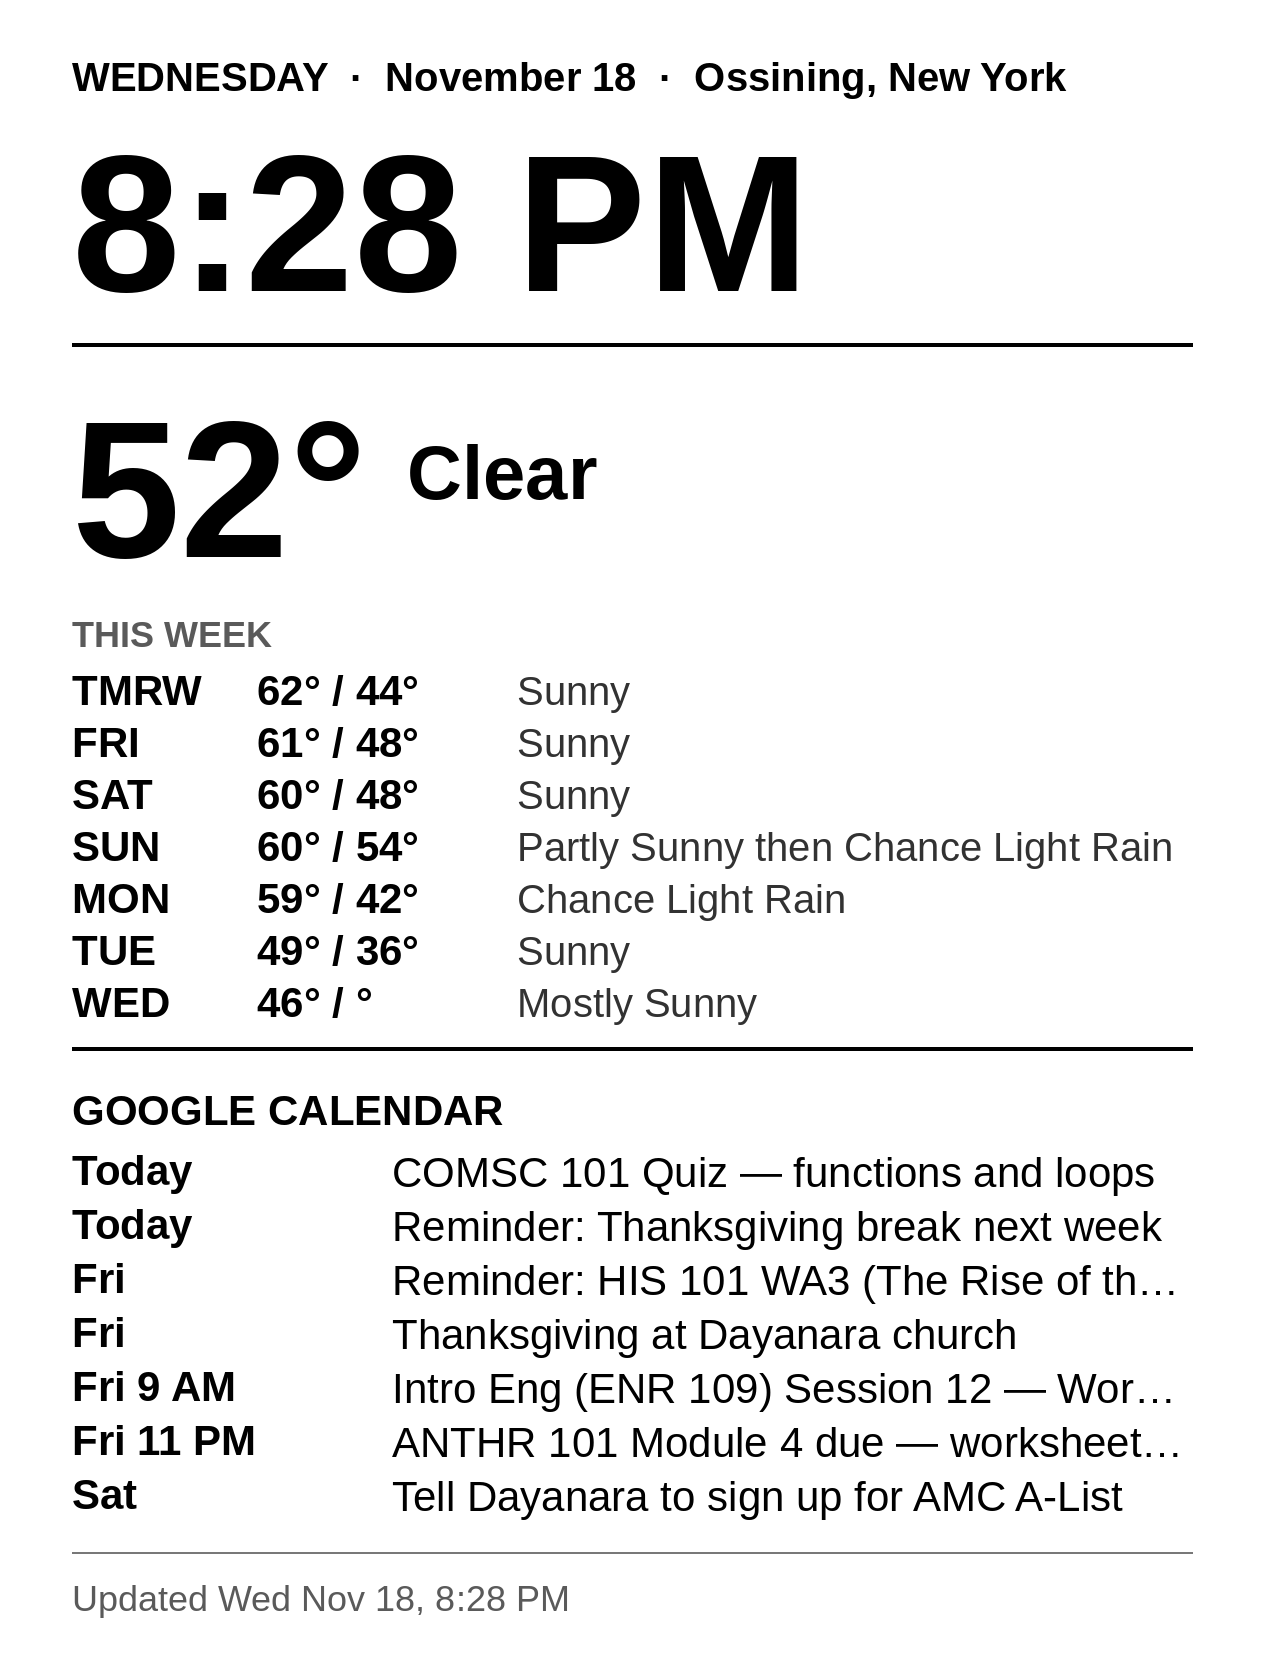 WEDNESDAY · November 18 · Ossining, New York
8:28 PM
52° Clear
THIS WEEK
TMRW 62° / 44° Sunny
FRI 61° / 48° Sunny
SAT 60° / 48° Sunny
SUN 60° / 54° Partly Sunny then Chance Light Rain
MON 59° / 42° Chance Light Rain
TUE 49° / 36° Sunny
WED 46° / ° Mostly Sunny
GOOGLE CALENDAR
Today COMSC 101 Quiz — functions and loops
Today Reminder: Thanksgiving break next week
Fri Reminder: HIS 101 WA3 (The Rise of th…
Fri Thanksgiving at Dayanara church
Fri 9 AM Intro Eng (ENR 109) Session 12 — Wor…
Fri 11 PM ANTHR 101 Module 4 due — worksheet…
Sat Tell Dayanara to sign up for AMC A-List
Updated Wed Nov 18, 8:28 PM